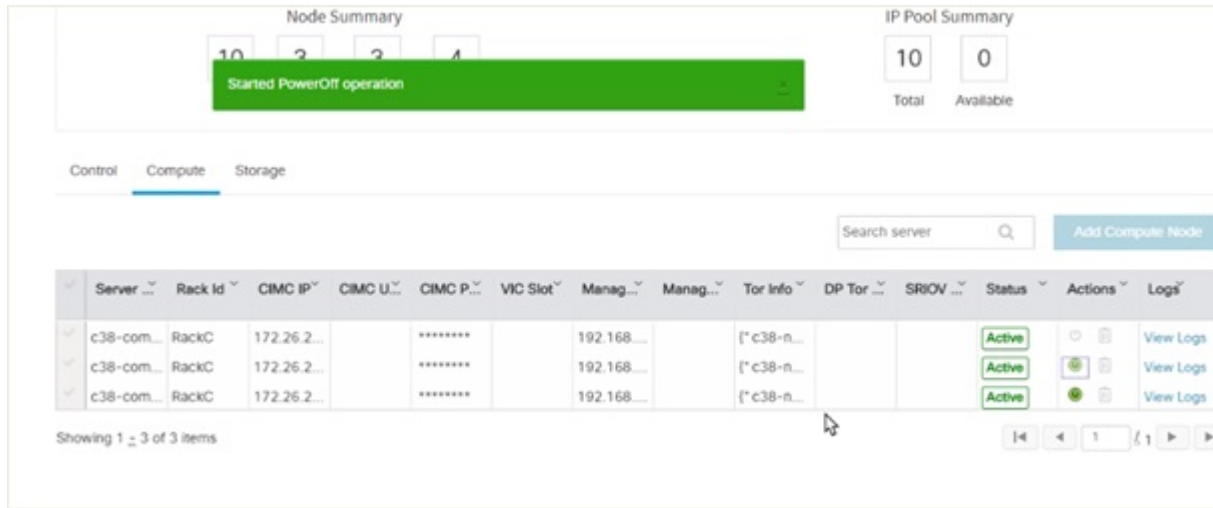 Node Summary
IP Pool Summary
10 3 3 4
10 0
Started PowerOff operation
Total Available
Control Compute Storage
Search server
Add Compute Node
Server ... Rack Id CIMC IP CIMC U... CIMC P... VIC Slot Manag... Manag... Tor Info DP Tor ... SRIOV ... Status Actions Logs
c38-com... RackC 172.26.2... ******** 192.168.... {"c38-n... Active View Logs
c38-com... RackC 172.26.2... ******** 192.168.... {"c38-n... Active View Logs
c38-com... RackC 172.26.2... ******** 192.168.... {"c38-n... Active View Logs
Showing 1 - 3 of 3 items
1 / 1